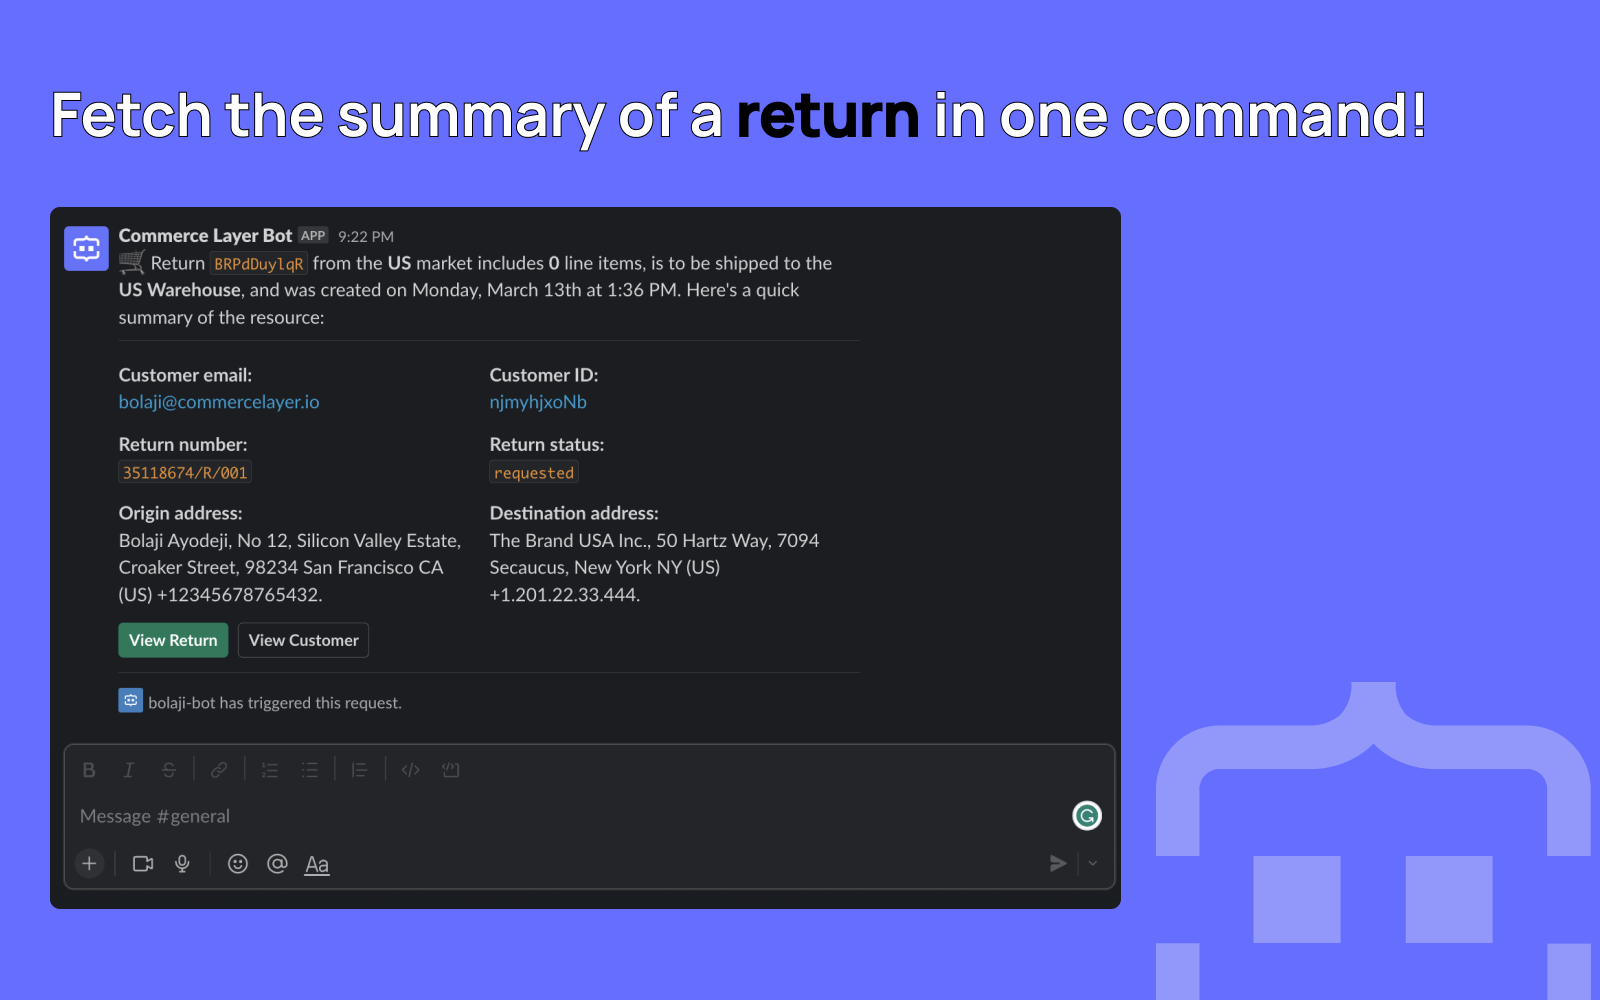 Fetch the summary of a return in one command!
Commerce Layer Bot APP 9:22 PM
Return BRPdDuylqR from the US market includes 0 line items, is to be shipped to the
US Warehouse, and was created on Monday, March 13th at 1:36 PM. Here's a quick
summary of the resource:
Customer email:
bolaji@commercelayer.io
Customer ID:
njmyhjxoNb
Return number:
35118674/R/001
Return status:
requested
Origin address:
Bolaji Ayodeji, No 12, Silicon Valley Estate,
Croaker Street, 98234 San Francisco CA
(US) +12345678765432.
Destination address:
The Brand USA Inc., 50 Hartz Way, 7094
Secaucus, New York NY (US)
+1.201.22.33.444.
View Return
View Customer
bolaji-bot has triggered this request.
Message #general
Aa